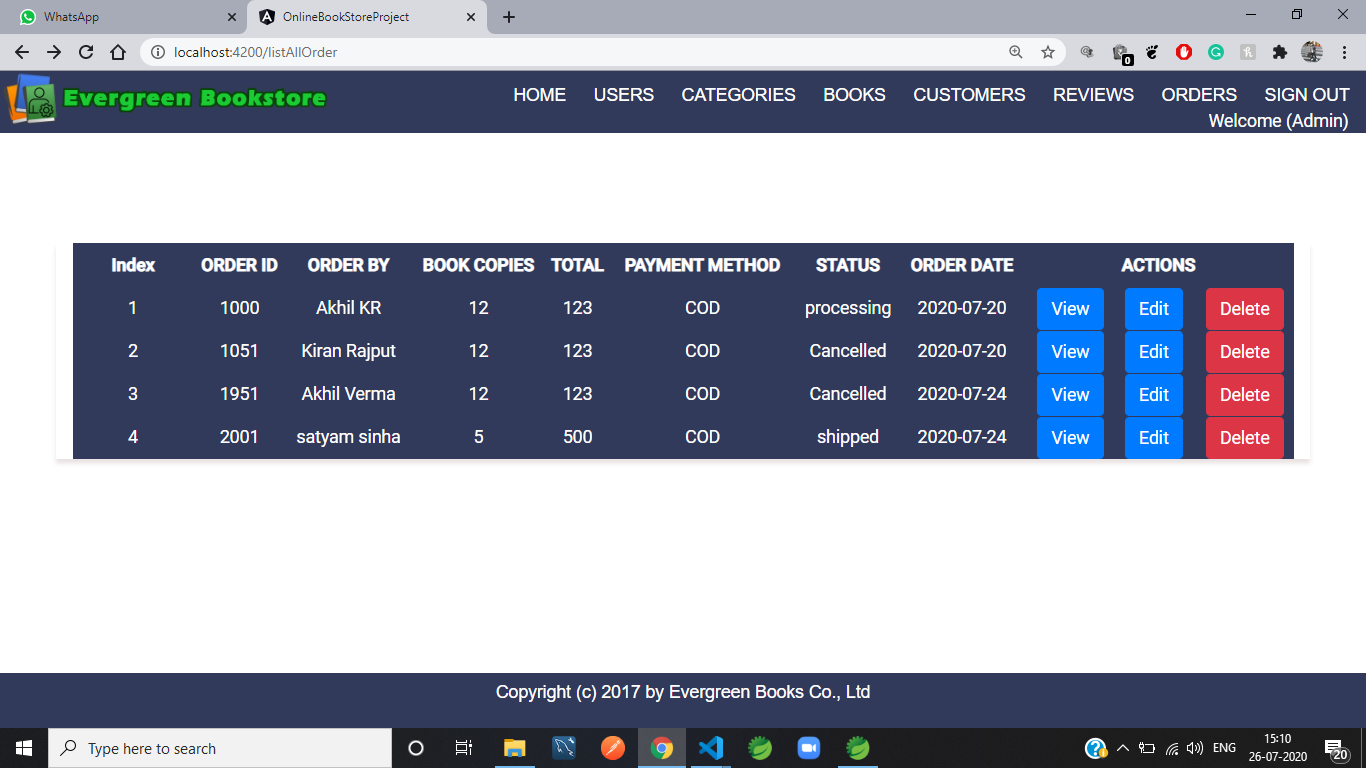 WhatsApp
OnlineBookStoreProject
localhost:4200/listAllOrder
0
Evergreen Bookstore
HOME USERS CATEGORIES BOOKS CUSTOMERS REVIEWS ORDERS SIGN OUT
Welcome (Admin)
Index ORDER ID ORDER BY BOOK COPIES TOTAL PAYMENT METHOD STATUS ORDER DATE ACTIONS
1 1000 Akhil KR 12 123 COD processing 2020-07-20 View Edit Delete
2 1051 Kiran Rajput 12 123 COD Cancelled 2020-07-20 View Edit Delete
3 1951 Akhil Verma 12 123 COD Cancelled 2020-07-24 View Edit Delete
4 2001 satyam sinha 5 500 COD shipped 2020-07-24 View Edit Delete
Copyright (c) 2017 by Evergreen Books Co., Ltd
Type here to search
ENG
15:10
26-07-2020
20